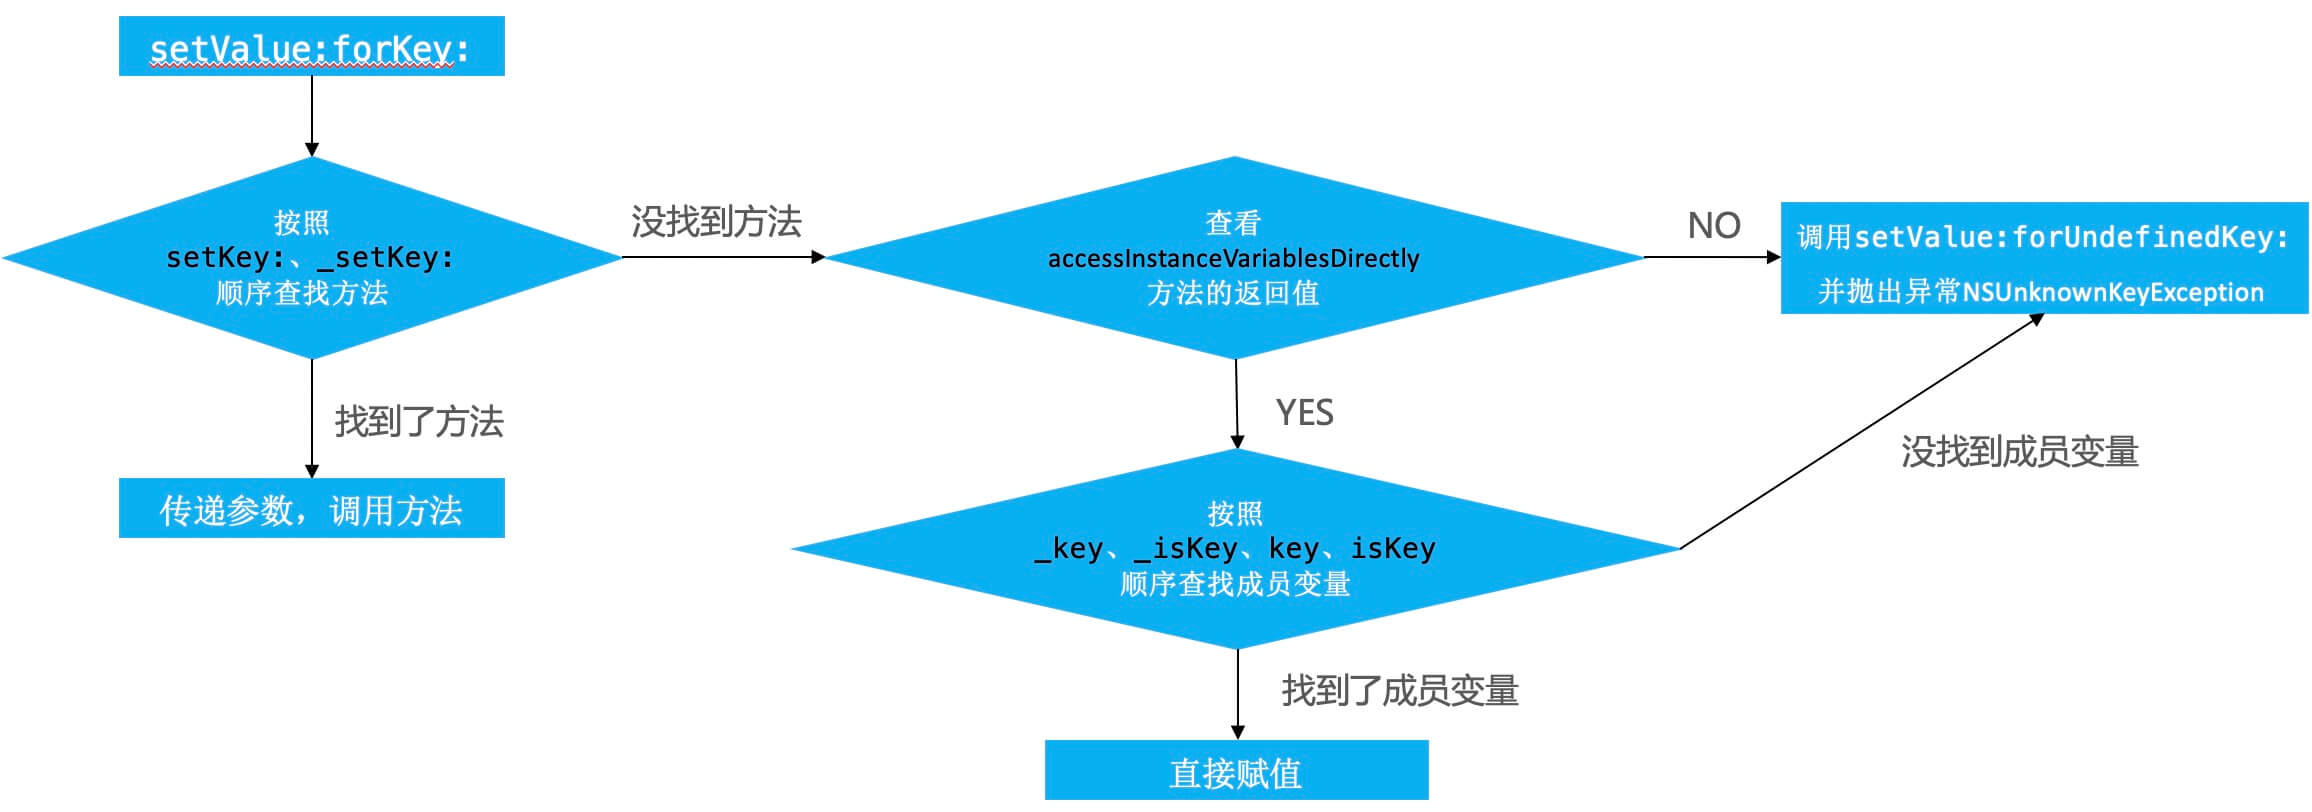 setValue:forKey:
按照
setKey:、_setKey:
顺序查找方法
没找到方法
查看
accessInstanceVariablesDirectly
方法的返回值
NO
调用setValue:forUndefinedKey:
并抛出异常NSUnknownKeyException
找到了方法
传递参数，调用方法
YES
按照
_key、_isKey、key、isKey
顺序查找成员变量
没找到成员变量
找到了成员变量
直接赋值